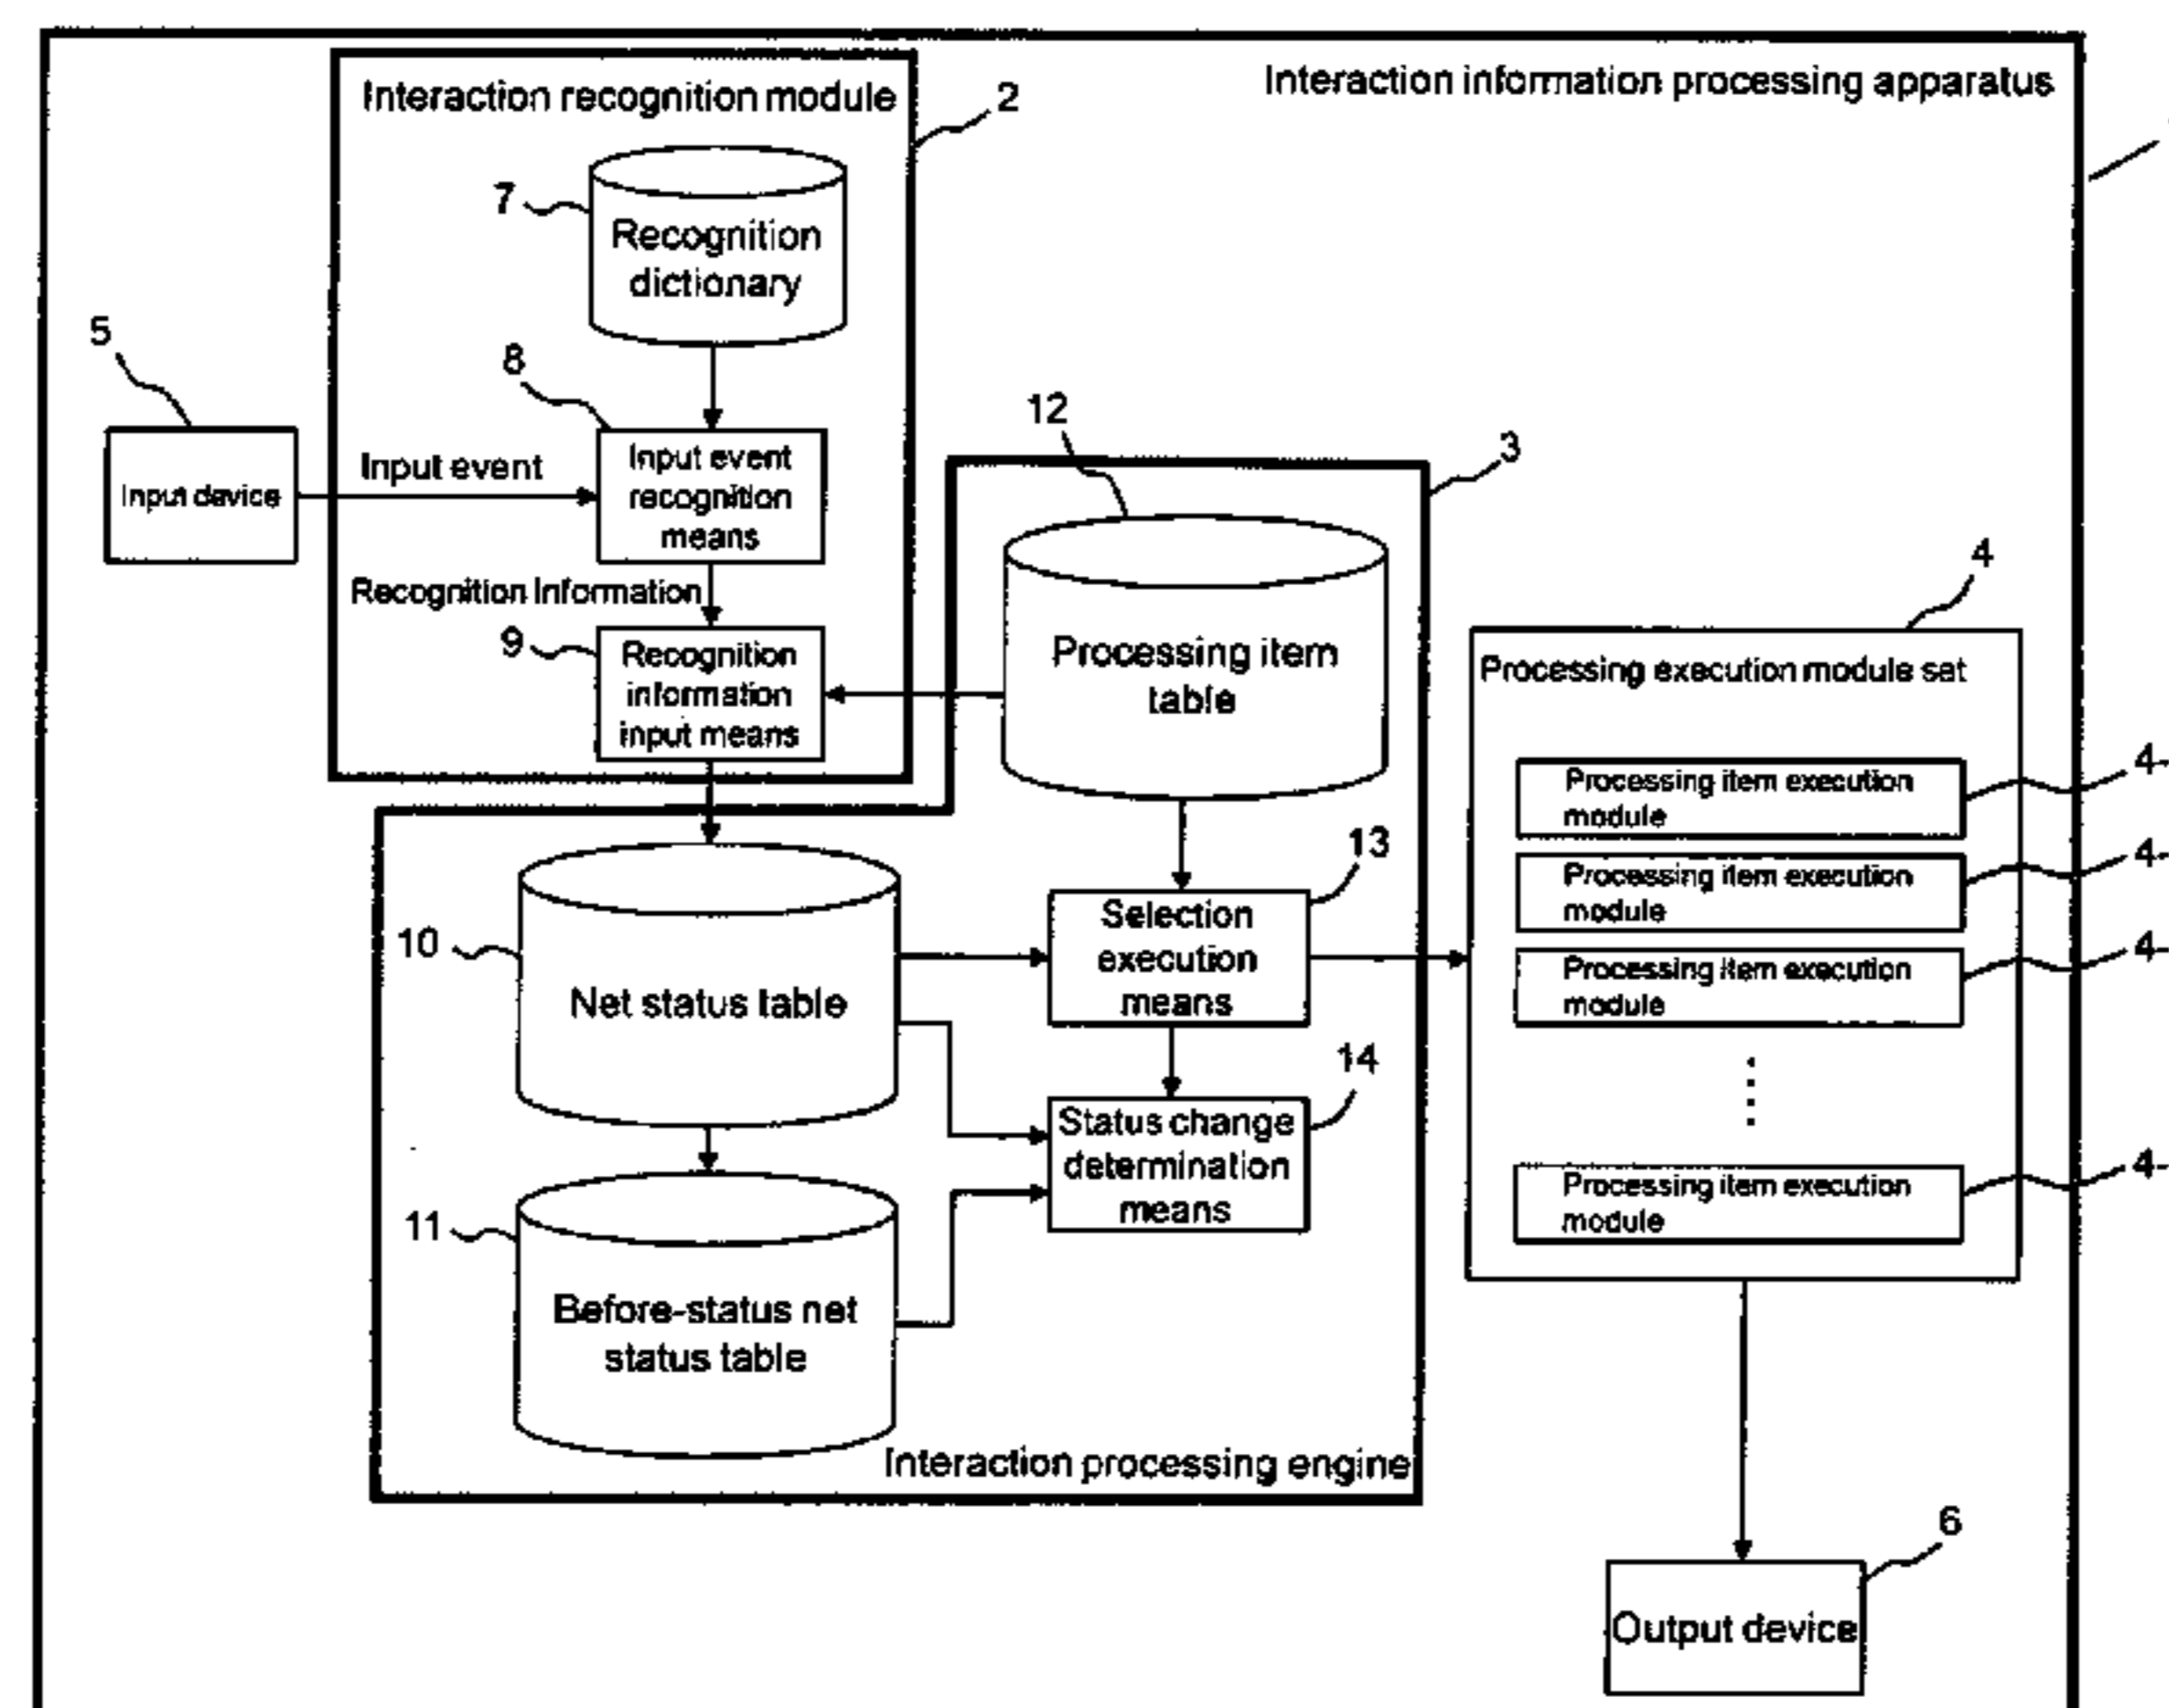 Interaction information processing apparatus
Interaction recognition module
2
7
Recognition
dictionary
5
8
Input device
Input event
Input event
recognition
means
Recognition Information
9
Recognition
information
input means
12
3
Processing item
table
4
Processing execution module set
Processing item execution
module
4-
Processing item execution
module
4-
Processing item execution
module
4-
Processing item execution
module
4-
10
Net status table
13
Selection
execution
means
14
Status change
determination
means
11
Before-status net
status table
Interaction processing engine
6
Output device